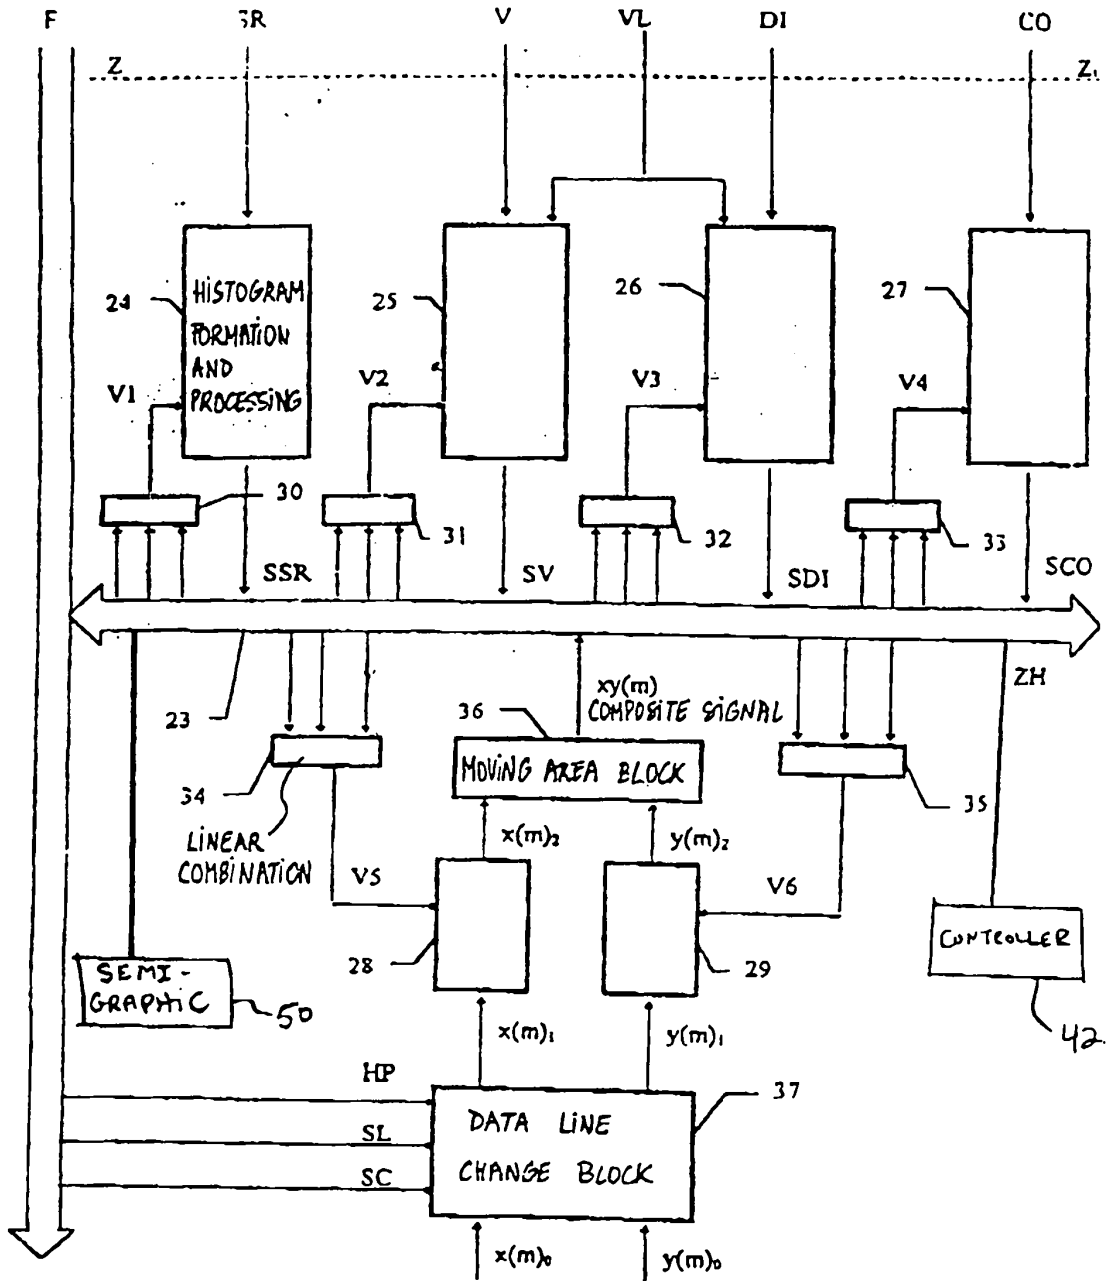 F SR V VL DI CO
Z Z₁
24 HISTOGRAM FORMATION AND PROCESSING
25
26
27
V1 V2 V3 V4
30 31 32 33
SSR SV SDI SCO
ZH
23
xy(m)
COMPOSITE SIGNAL
36
MOVING AREA BLOCK
34
LINEAR
COMBINATION
35
x(m)₂ y(m)₂
V5 V6
28 29
CONTROLLER
42
SEMI-
GRAPHIC
50
x(m)₁ y(m)₁
HP
37
DATA LINE
CHANGE BLOCK
SL
SC
x(m)₀ y(m)₀